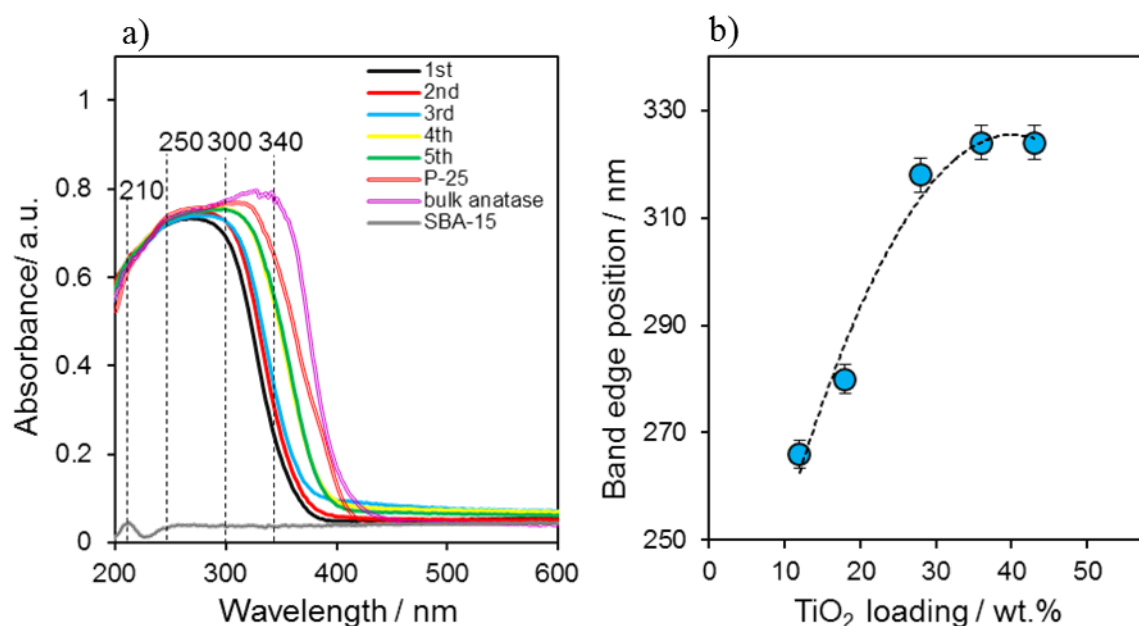 a)
1
0.8
0.6
0.4
0.2
0
Absorbance/ a.u.
210
250
300
340
1st
2nd
3rd
4th
5th
P-25
bulk anatase
SBA-15
200
300
400
500
600
Wavelength / nm
b)
330
310
290
270
250
Band edge position / nm
0
10
20
30
40
50
TiO₂ loading / wt.%